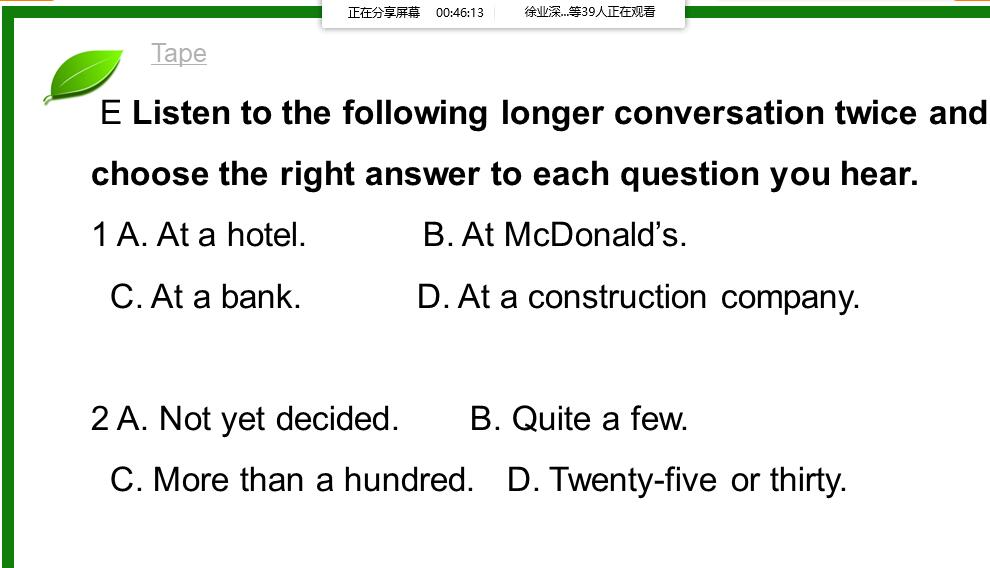 正在分享屏幕 00:46:13 徐业深...等39人正在观看
Tape
E Listen to the following longer conversation twice and
choose the right answer to each question you hear.
1 A. At a hotel. B. At McDonald’s.
C. At a bank. D. At a construction company.
2 A. Not yet decided. B. Quite a few.
C. More than a hundred. D. Twenty-five or thirty.